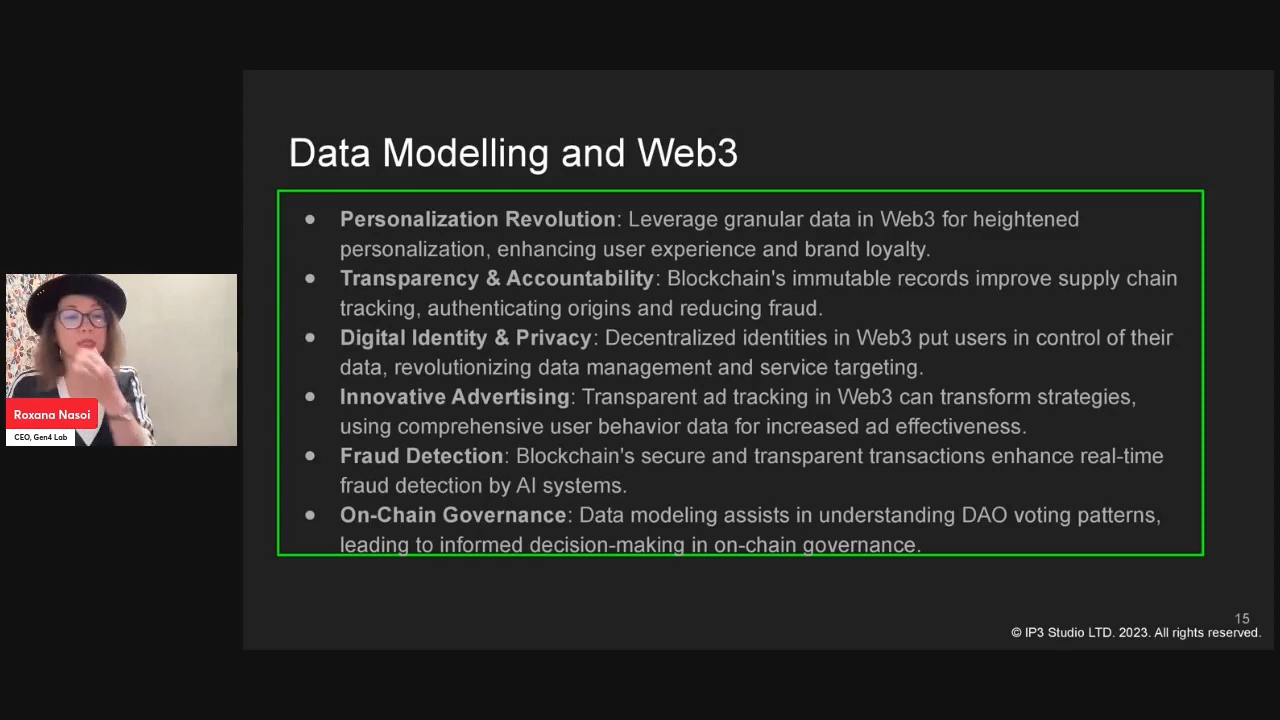 Data Modelling and Web3
● Personalization Revolution: Leverage granular data in Web3 for heightened
personalization, enhancing user experience and brand loyalty.
● Transparency & Accountability: Blockchain's immutable records improve supply chain
tracking, authenticating origins and reducing fraud.
● Digital Identity & Privacy: Decentralized identities in Web3 put users in control of their
data, revolutionizing data management and service targeting.
● Innovative Advertising: Transparent ad tracking in Web3 can transform strategies,
using comprehensive user behavior data for increased ad effectiveness.
● Fraud Detection: Blockchain's secure and transparent transactions enhance real-time
fraud detection by AI systems.
● On-Chain Governance: Data modeling assists in understanding DAO voting patterns,
leading to informed decision-making in on-chain governance.
Roxana Nasoi
CEO, Gen4 Lab
15
© IP3 Studio LTD. 2023. All rights reserved.